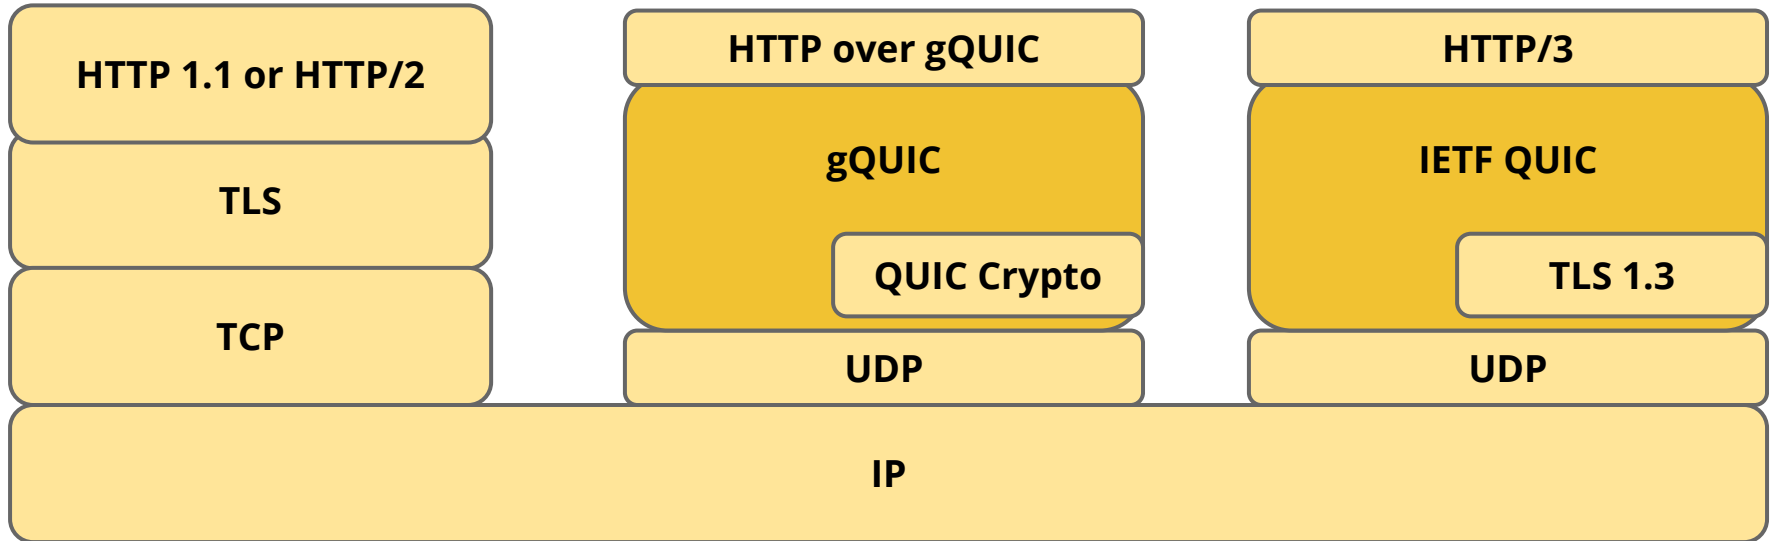 HTTP 1.1 or HTTP/2
TLS
TCP
HTTP over gQUIC
gQUIC
QUIC Crypto
UDP
HTTP/3
IETF QUIC
TLS 1.3
UDP
IP